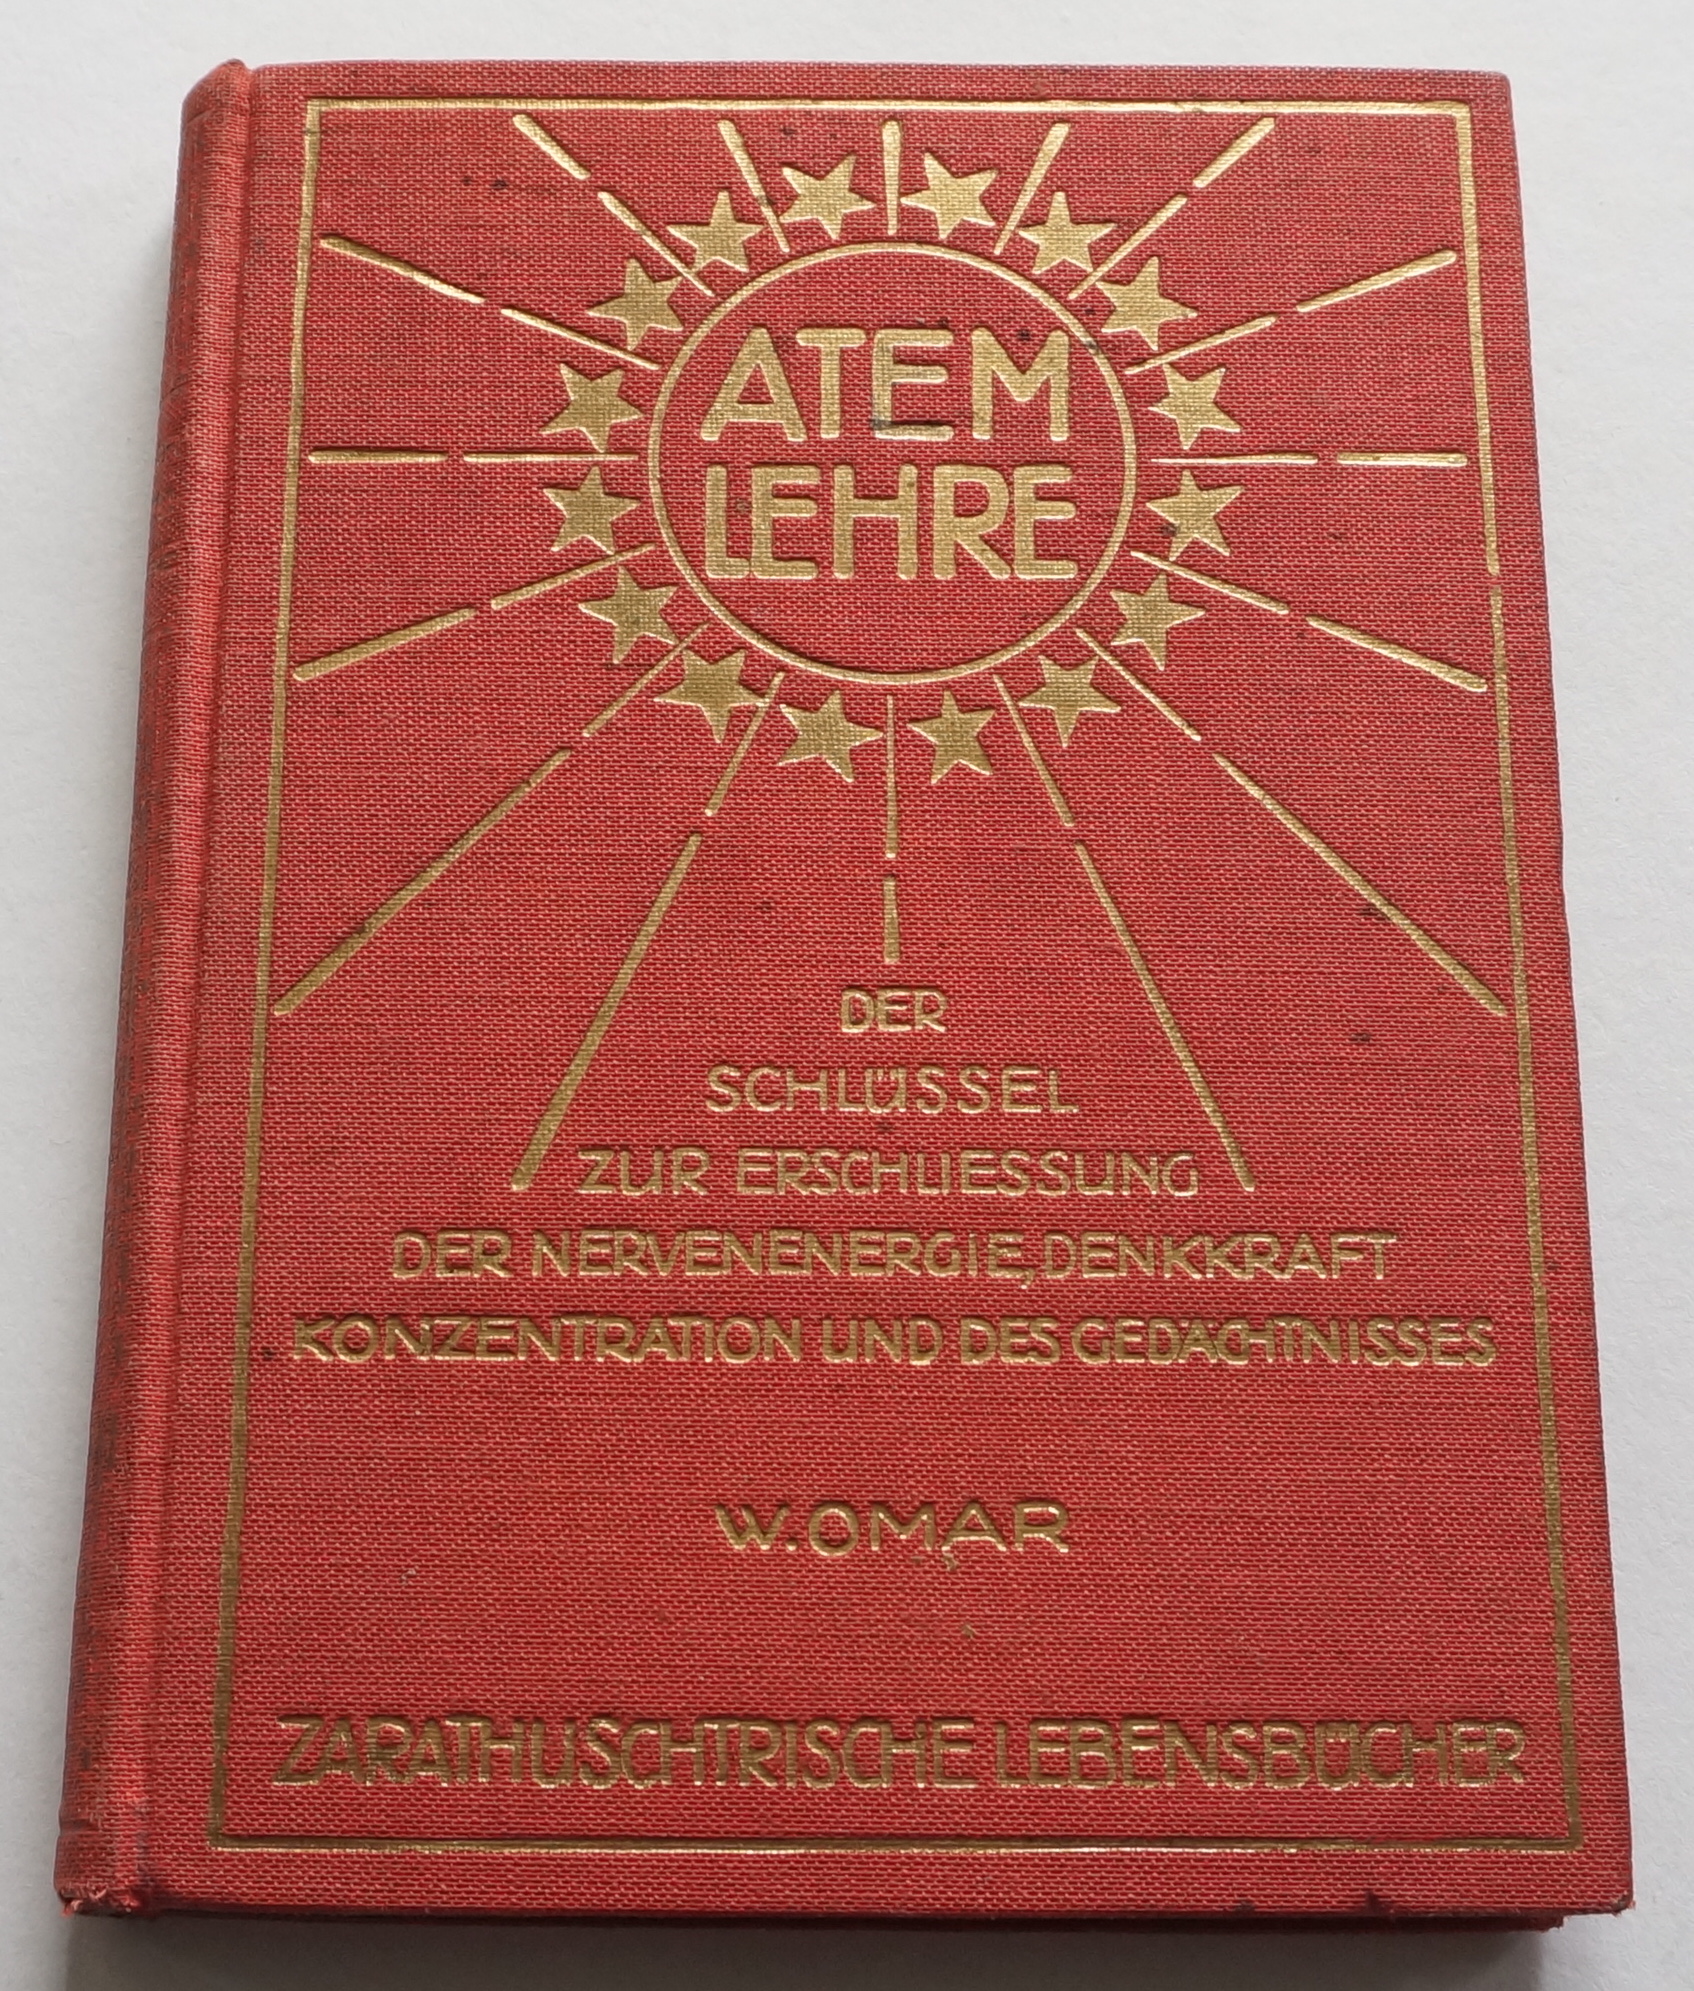 ATEM
LEHRE
DER
SCHLÜSSEL
ZUR ERSCHLIESSUNG
DER NERVENENERGIE, DENKKRAFT
KONZENTRATION UND DES GEDÄCHTNISSES
W. OMAR
ZARATHUSCHTRISCHE LEBENSBÜCHER